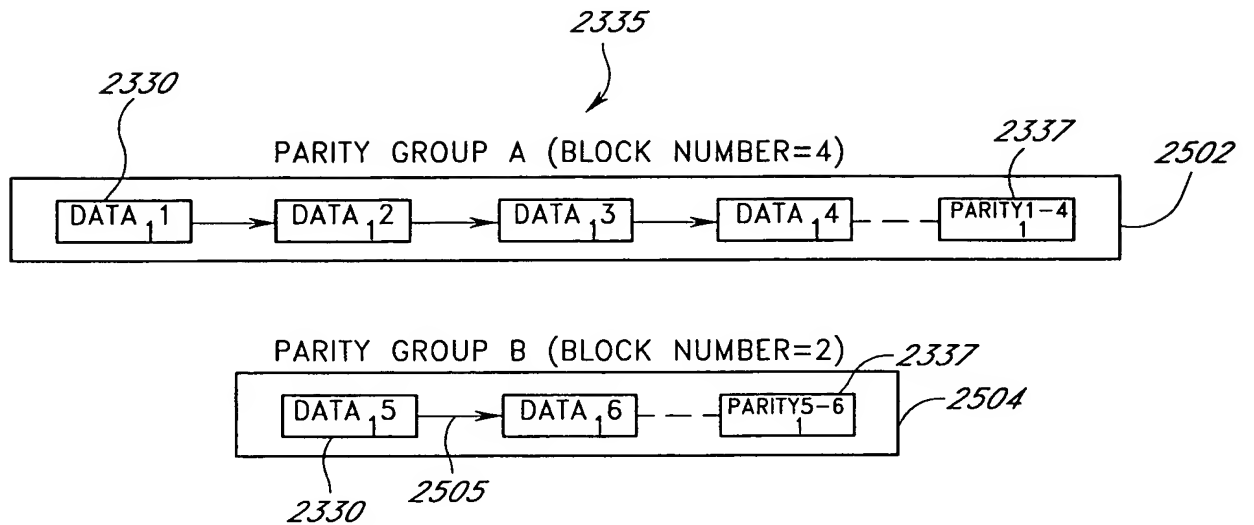 2335
2330
PARITY GROUP A (BLOCK NUMBER=4)
2337
2502
DATA 1 1
DATA 1 2
DATA 1 3
DATA 1 4
PARITY1-4 1
PARITY GROUP B (BLOCK NUMBER=2)
2337
2504
DATA 1 5
DATA 1 6
PARITY5-6 1
2330
2505